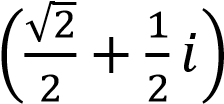 (√2/2 + 1/2 i)